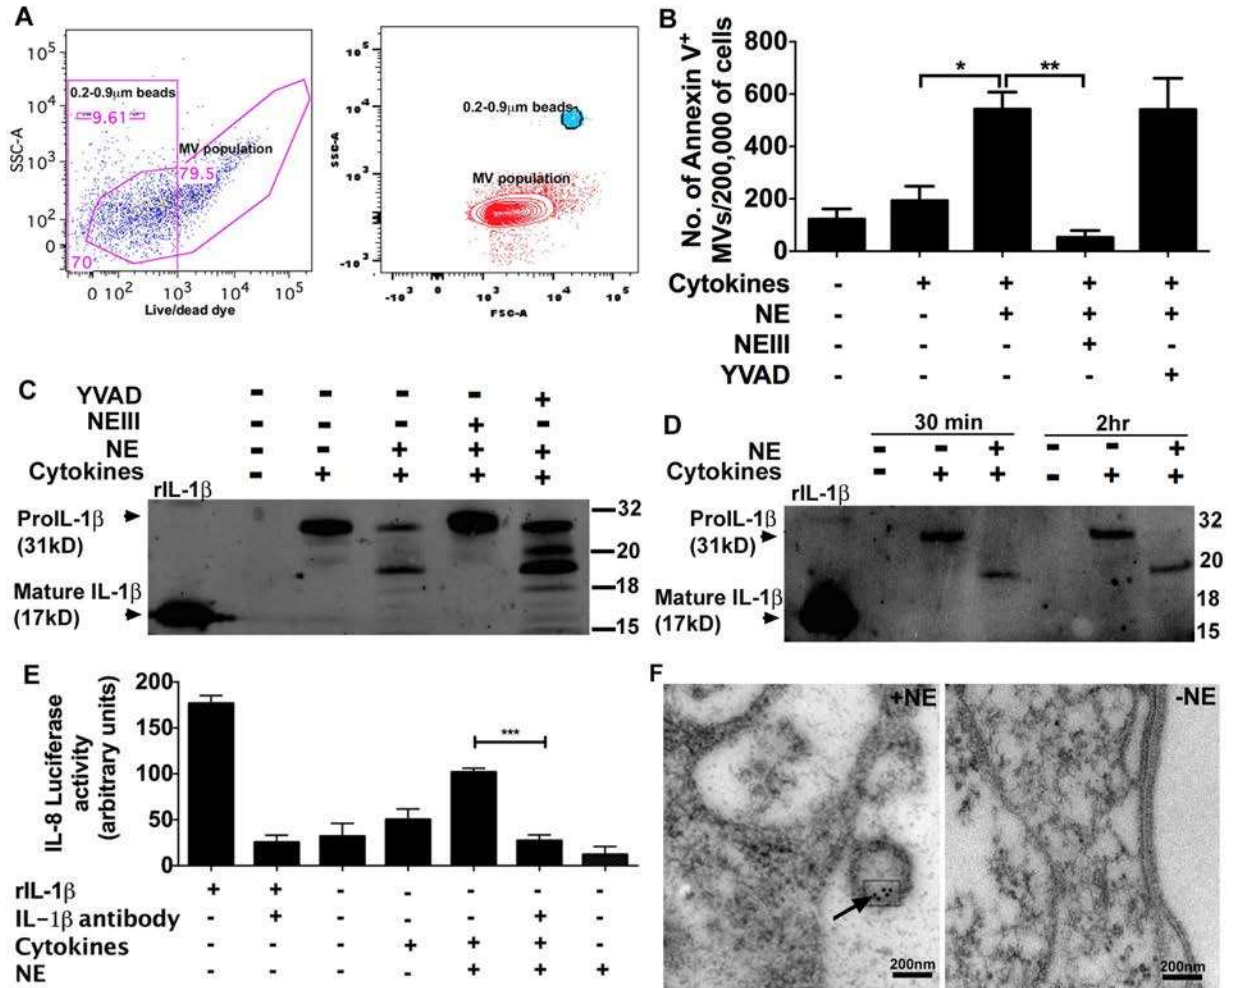 A
10⁵
10⁴
10³
10²
0
SSC-A
0.2-0.9μm beads
9.61
MV population
79.5
70
0 10² 10³ 10⁴ 10⁵
Live/dead dye
10⁵
10⁴
10³
0
-10³
SSC-A
0.2-0.9μm beads
MV population
-10³ 0 10³ 10⁴ 10⁵
FSC-A
B
No. of Annexin V⁺
MVs/200,000 of cells
800
600
400
200
0
* **
Cytokines - + + + +
NE - - + + +
NEIII - - - + -
YVAD - - - - +
C
YVAD - - - - +
NEIII - - - + -
NE - - + + +
Cytokines - + + + +
rIL-1β
ProIL-1β
(31kD)
Mature IL-1β
(17kD)
32
20
18
15
D
30 min 2hr
NE - - + - - +
Cytokines - + + - + +
rIL-1β
ProIL-1β
(31kD)
Mature IL-1β
(17kD)
32
20
18
15
E
IL-8 Luciferase
activity
(arbitrary units)
200
150
100
50
0
***
rIL-1β + + - - - - -
IL-1β antibody - + - - - + -
Cytokines - - - + + + -
NE - - - - + + +
F
+NE
200nm
-NE
200nm